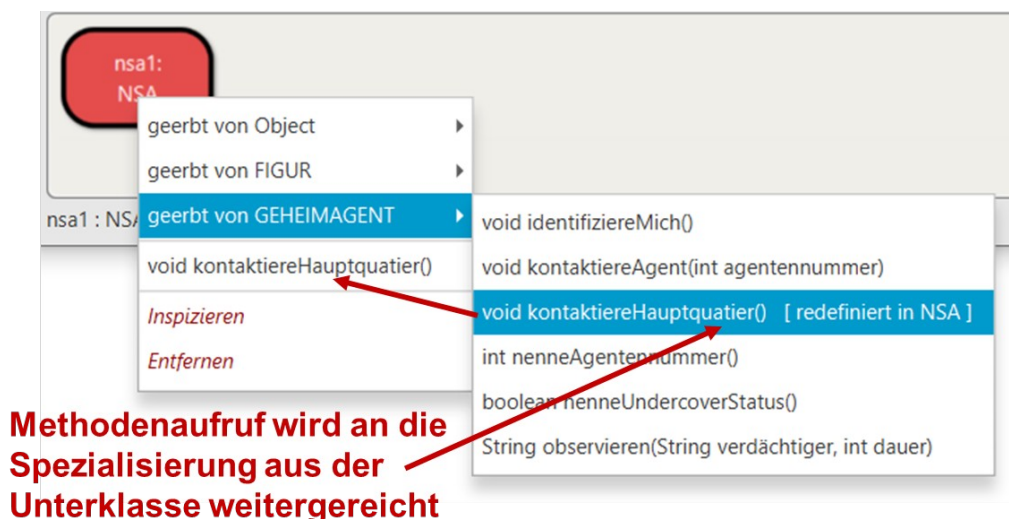 nsa1:
NSA
geerbt von Object
geerbt von FIGUR
geerbt von GEHEIMAGENT
nsa1 : NSA
void kontaktiereHauptquatier()
Inspizieren
Entfernen
void identifiziereMich()
void kontaktiereAgent(int agentennummer)
void kontaktiereHauptquatier() [ redefiniert in NSA ]
int nenneAgentennummer()
boolean nenneUndercoverStatus()
String observieren(String verdächtiger, int dauer)
Methodenaufruf wird an die
Spezialisierung aus der
Unterklasse weitergereicht